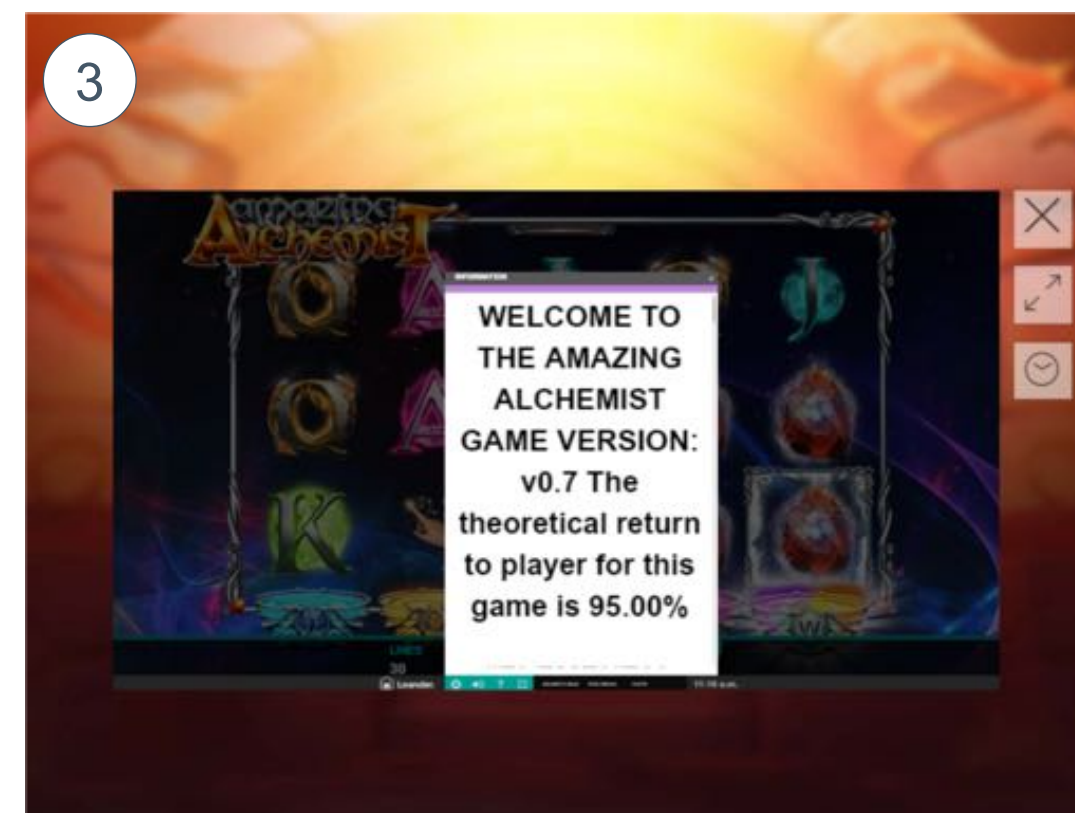 3
amazing
Alchemist
INFORMATION
Q
A
J
WELCOME TO
THE AMAZING
ALCHEMIST
GAME VERSION:
v0.7 The
theoretical return
to player for this
game is 95.00%
Q
A
K
W
LINES
30
Leander